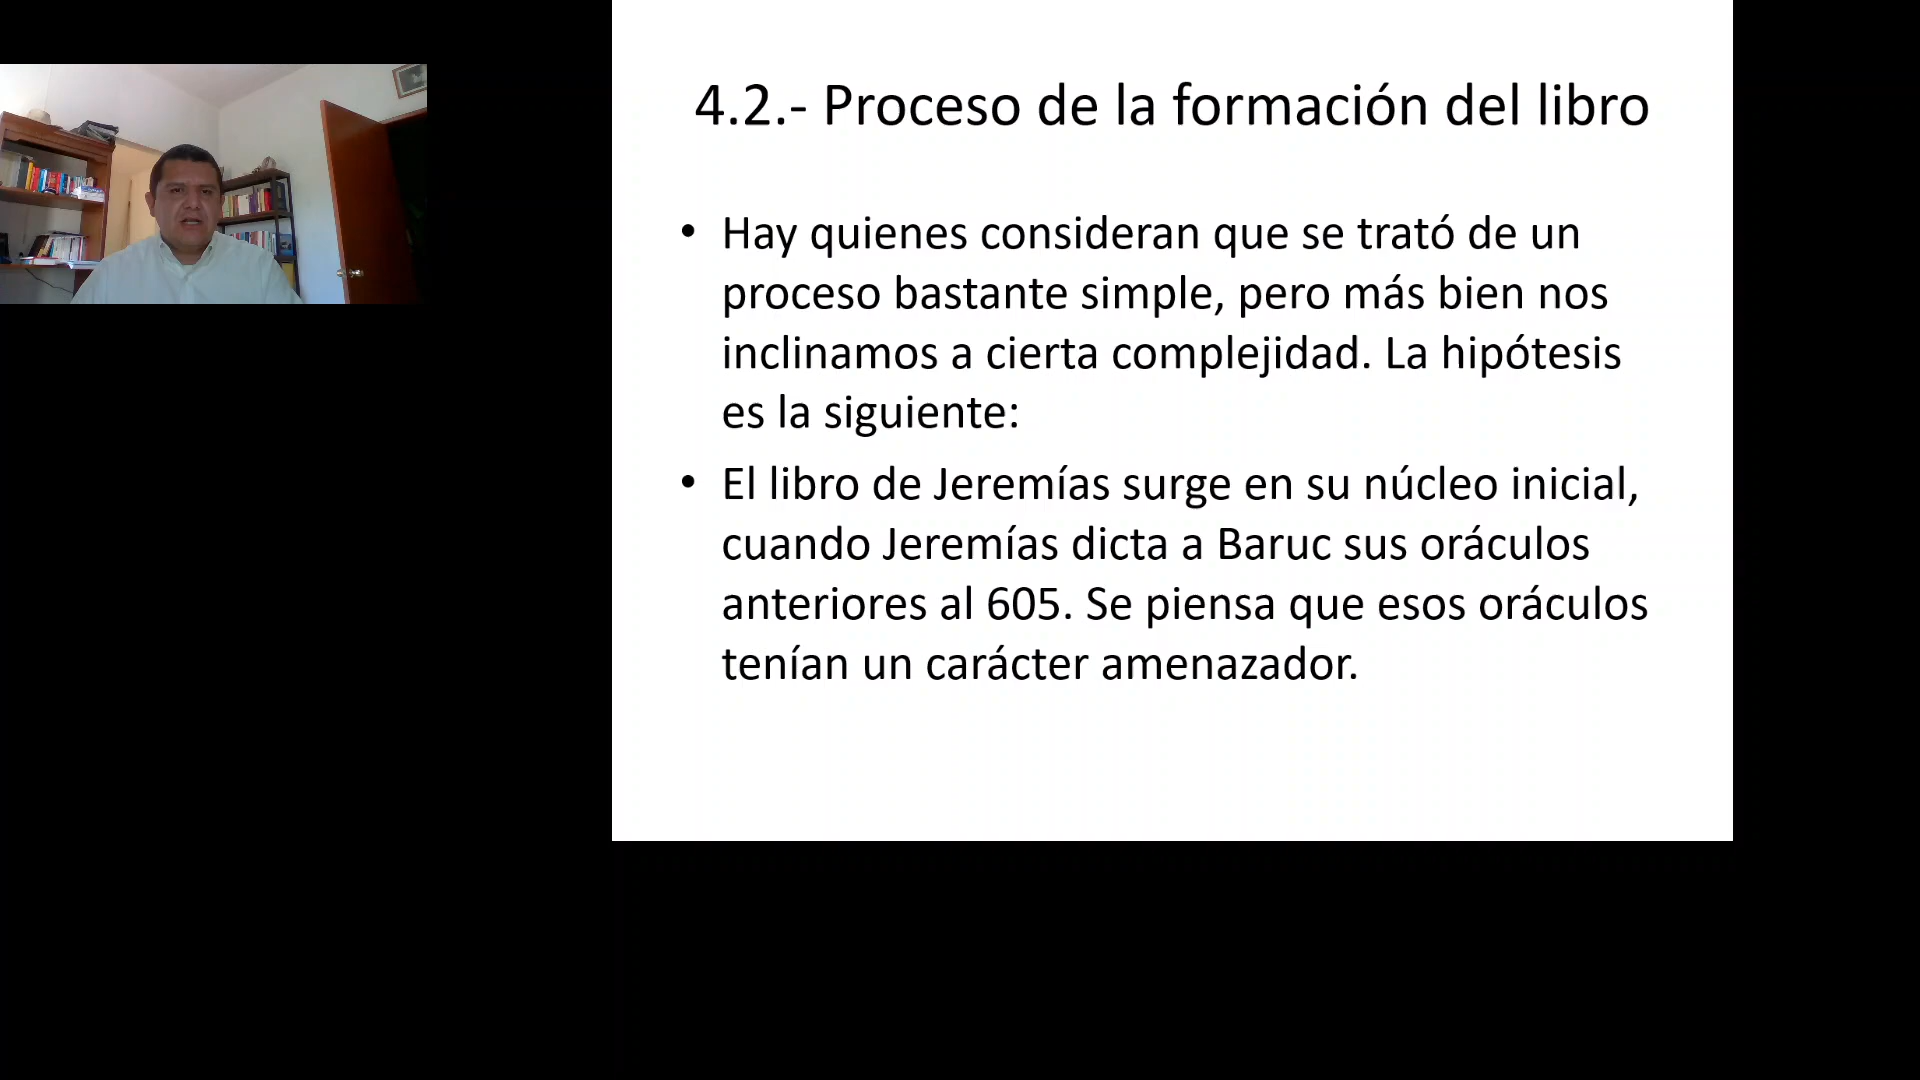 4.2.- Proceso de la formación del libro
• Hay quienes consideran que se trató de un
proceso bastante simple, pero más bien nos
inclinamos a cierta complejidad. La hipótesis
es la siguiente:
• El libro de Jeremías surge en su núcleo inicial,
cuando Jeremías dicta a Baruc sus oráculos
anteriores al 605. Se piensa que esos oráculos
tenían un carácter amenazador.